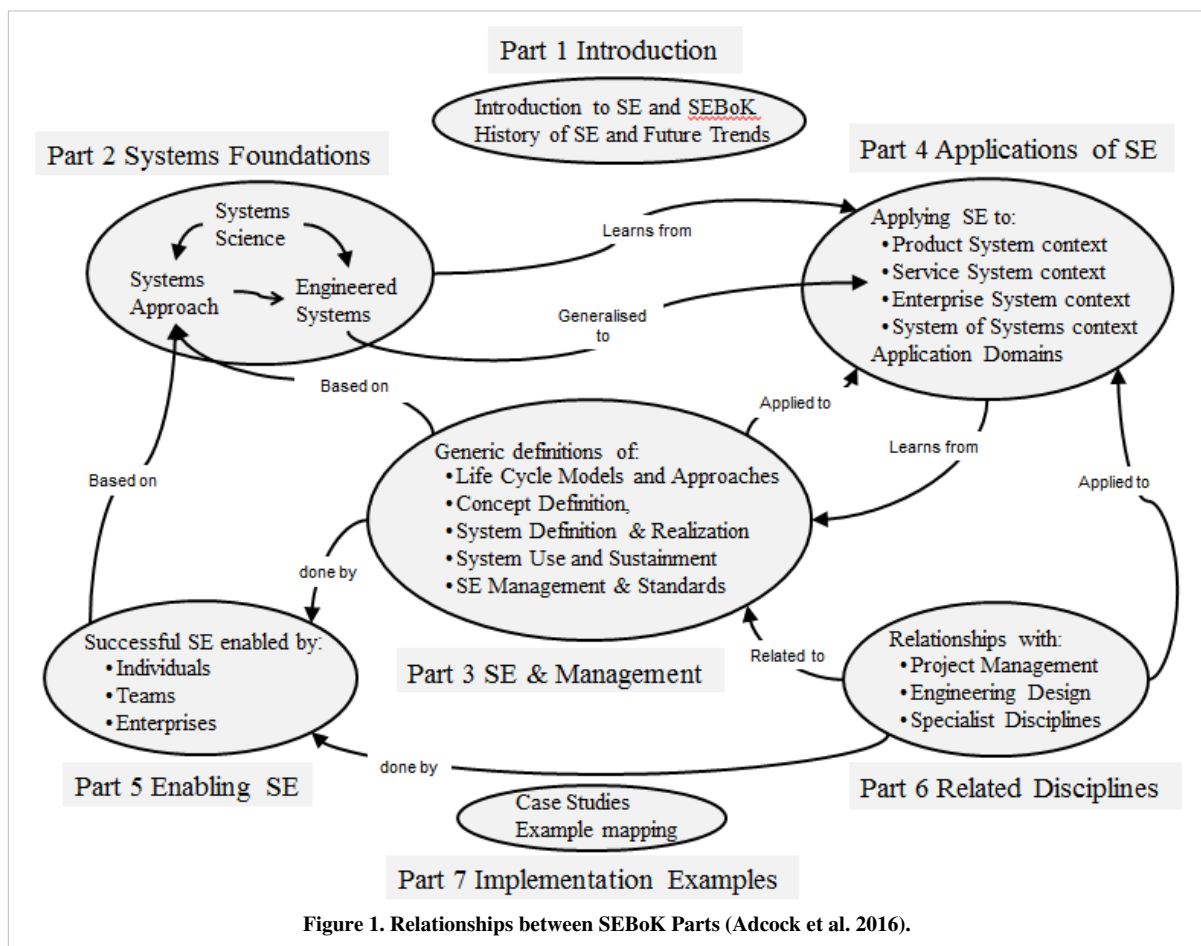 Part 1 Introduction
Introduction to SE and SEBoK
History of SE and Future Trends
Part 2 Systems Foundations
Systems
Science
Systems
Approach
Engineered
Systems
Part 4 Applications of SE
Applying SE to:
•Product System context
•Service System context
•Enterprise System context
•System of Systems context
Application Domains
Learns from
Generalised
to
Based on
Applied to
Learns from
Based on
Applied to
Generic definitions of:
•Life Cycle Models and Approaches
•Concept Definition,
•System Definition & Realization
•System Use and Sustainment
•SE Management & Standards
done by
Part 3 SE & Management
Related to
Successful SE enabled by:
•Individuals
•Teams
•Enterprises
Part 5 Enabling SE
Relationships with:
•Project Management
•Engineering Design
•Specialist Disciplines
Part 6 Related Disciplines
done by
Case Studies
Example mapping
Part 7 Implementation Examples
Figure 1. Relationships between SEBoK Parts (Adcock et al. 2016).